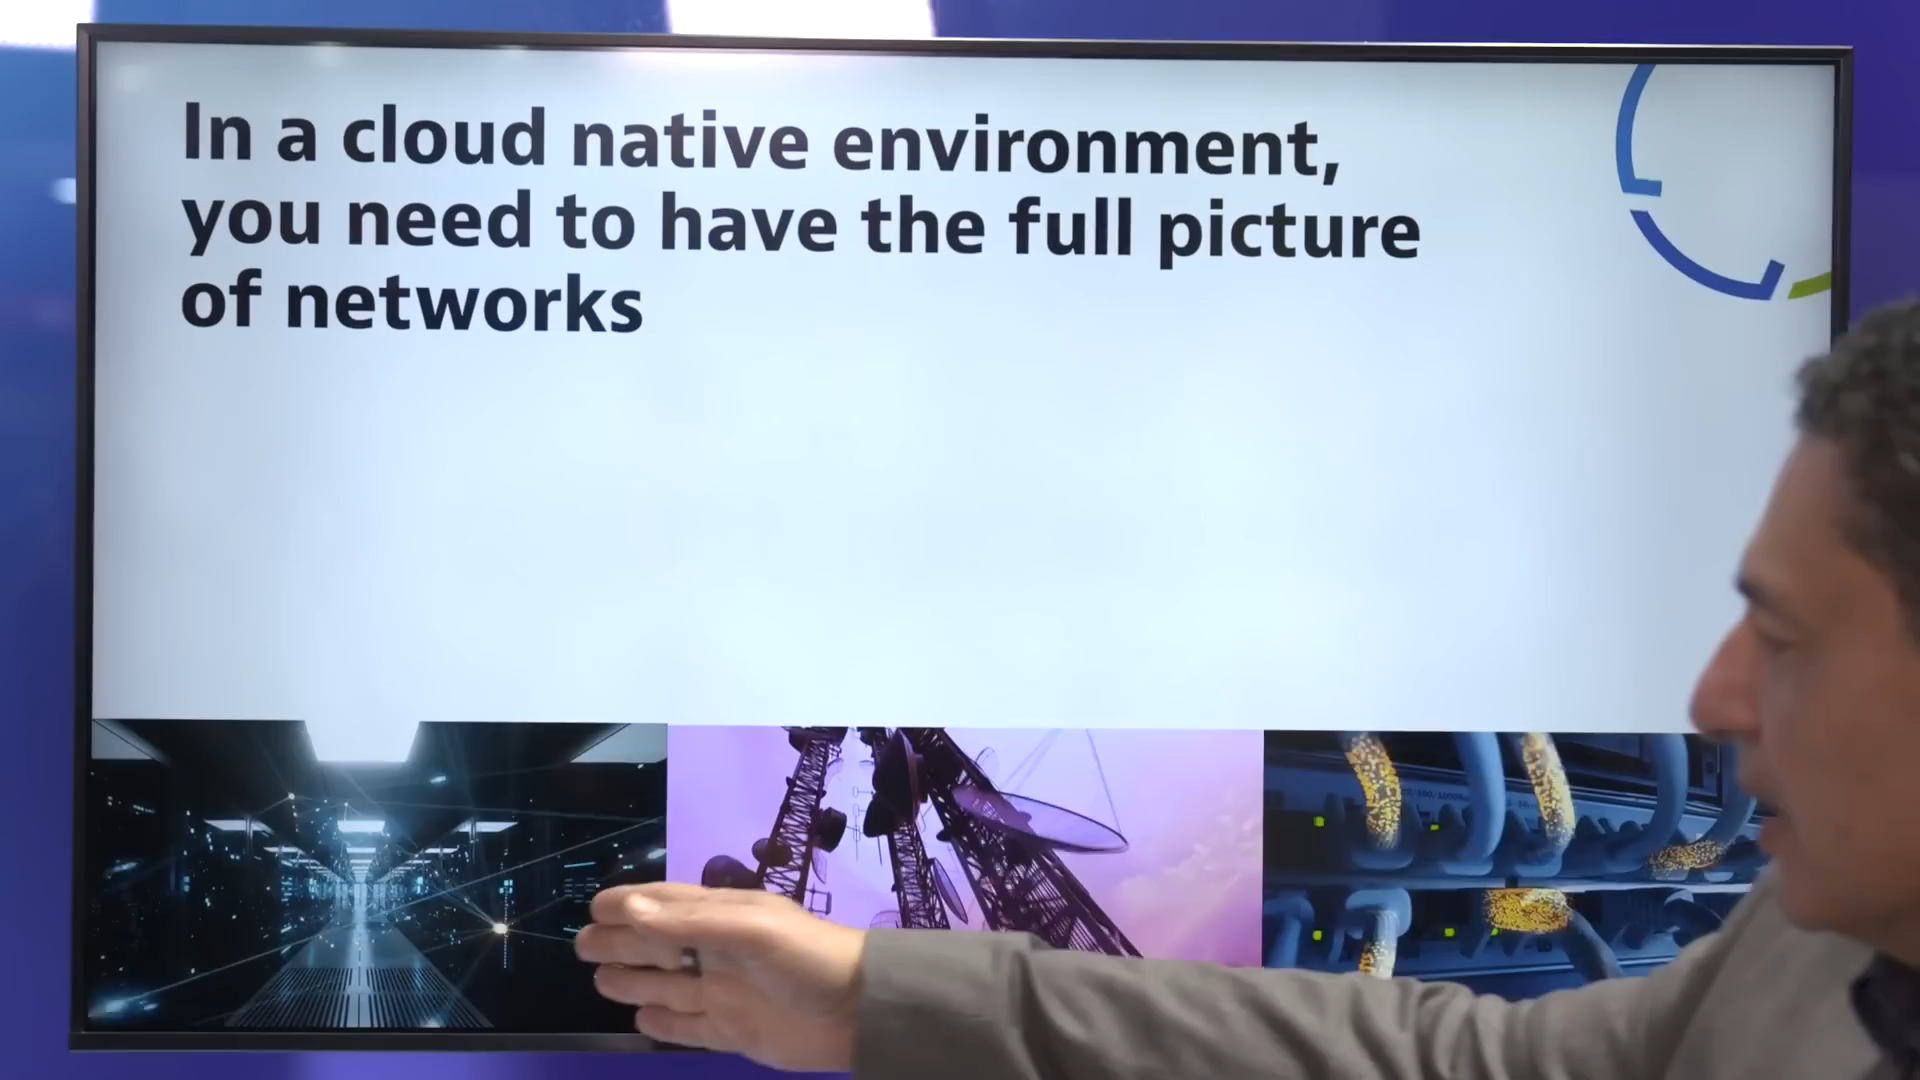 In a cloud native environment,
you need to have the full picture
of networks